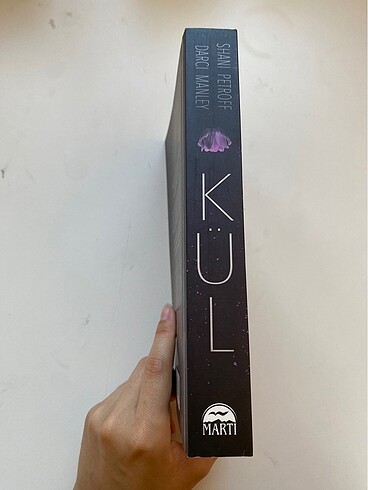 SHANI PETROFF
DARCI MANLEY
KÜL
MARTI